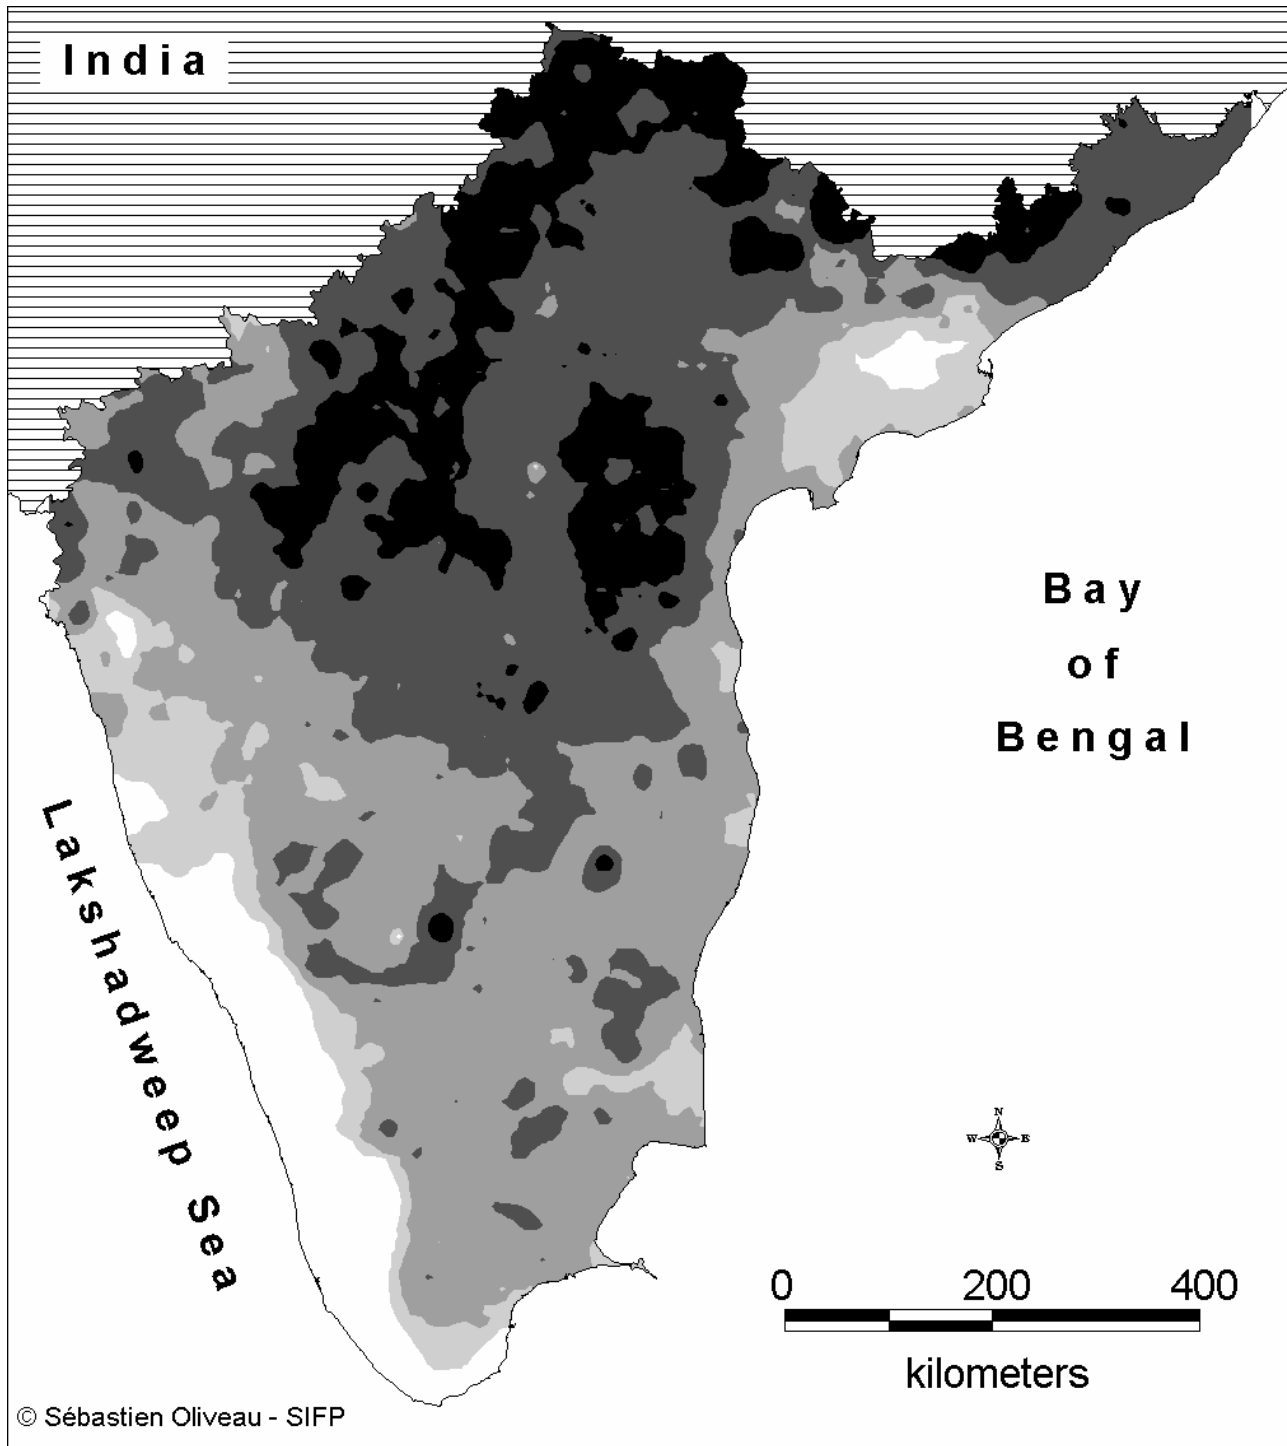 India
Bay
of
Bengal
Lakshadweep Sea
N
W E
S
0 200 400
kilometers
© Sébastien Oliveau - SIFP